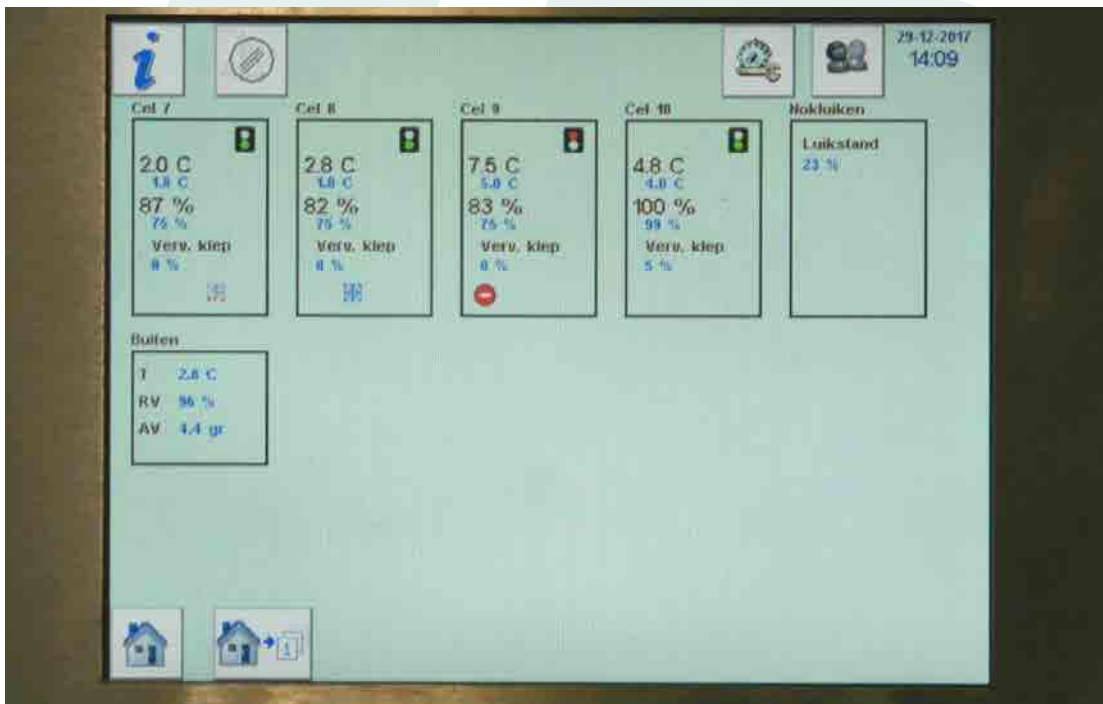 29-12-2017
14:09
Cel 7
2.0 C
1.8 C
87 %
75 %
Verv. klep
0 %
Cel 8
2.8 C
1.8 C
82 %
75 %
Verv. klep
0 %
Cel 9
7.5 C
5.0 C
83 %
75 %
Verv. klep
0 %
Cel 10
4.8 C
4.0 C
100 %
99 %
Verv. klep
5 %
Nokluiken
Luikstand
23 %
Buiten
T 2.8 C
RV 96 %
AV 4.4 gr
1